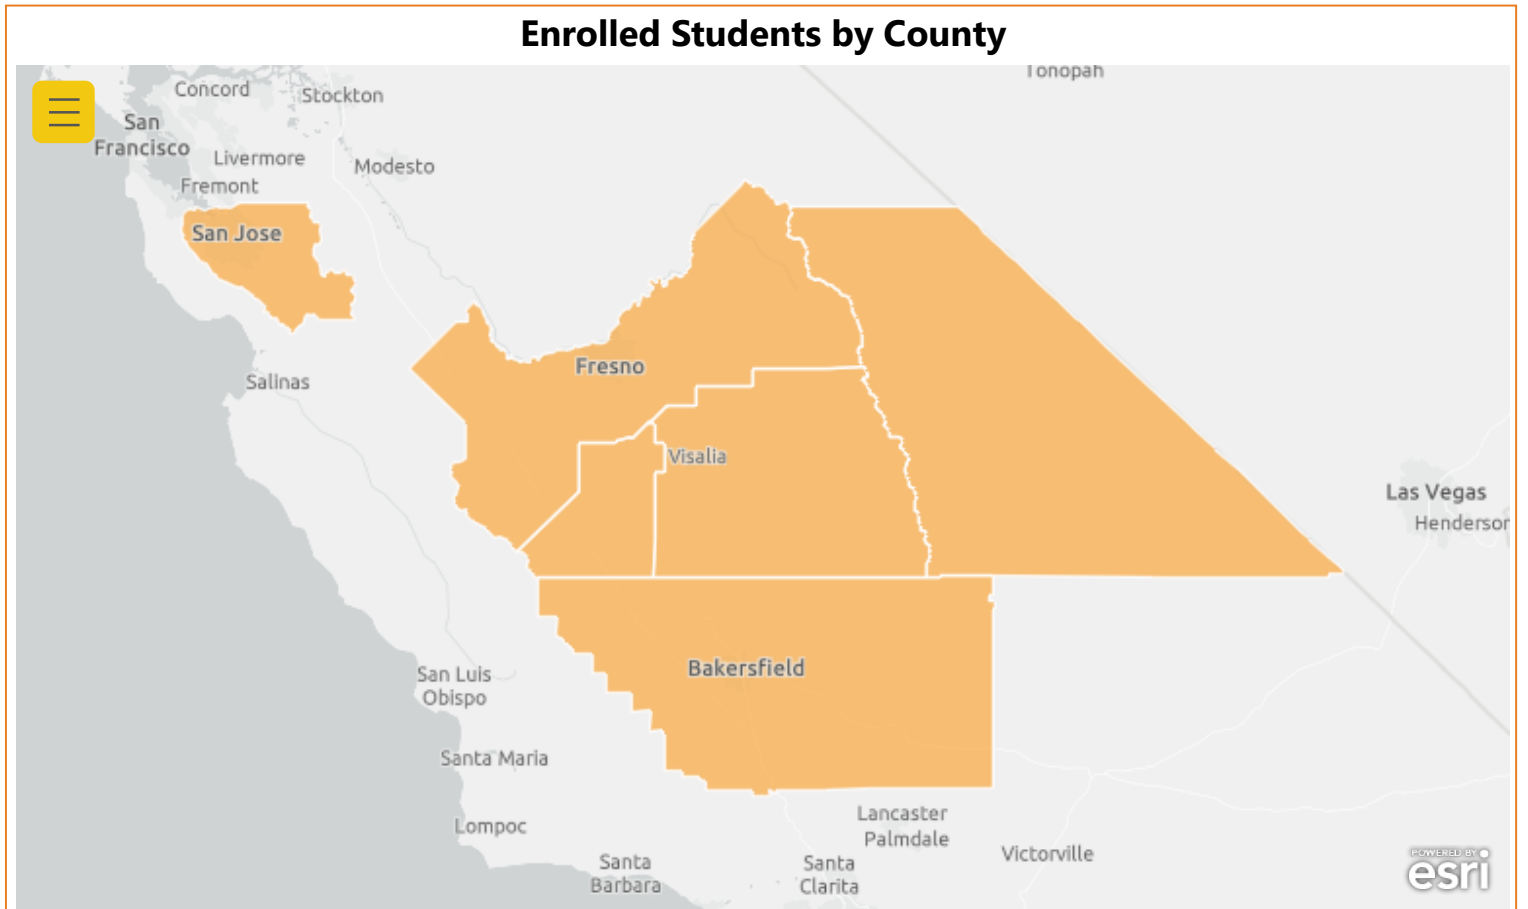 Enrolled Students by County
Tonopah
Concord
Stockton
San
Francisco
Livermore
Modesto
Fremont
San Jose
Fresno
Salinas
Visalia
Las Vegas
Henderson
Bakersfield
San Luis
Obispo
Santa Maria
Lancaster
Palmdale
Lompoc
Victorville
Santa
Barbara
Santa
Clarita
POWERED BY
esri